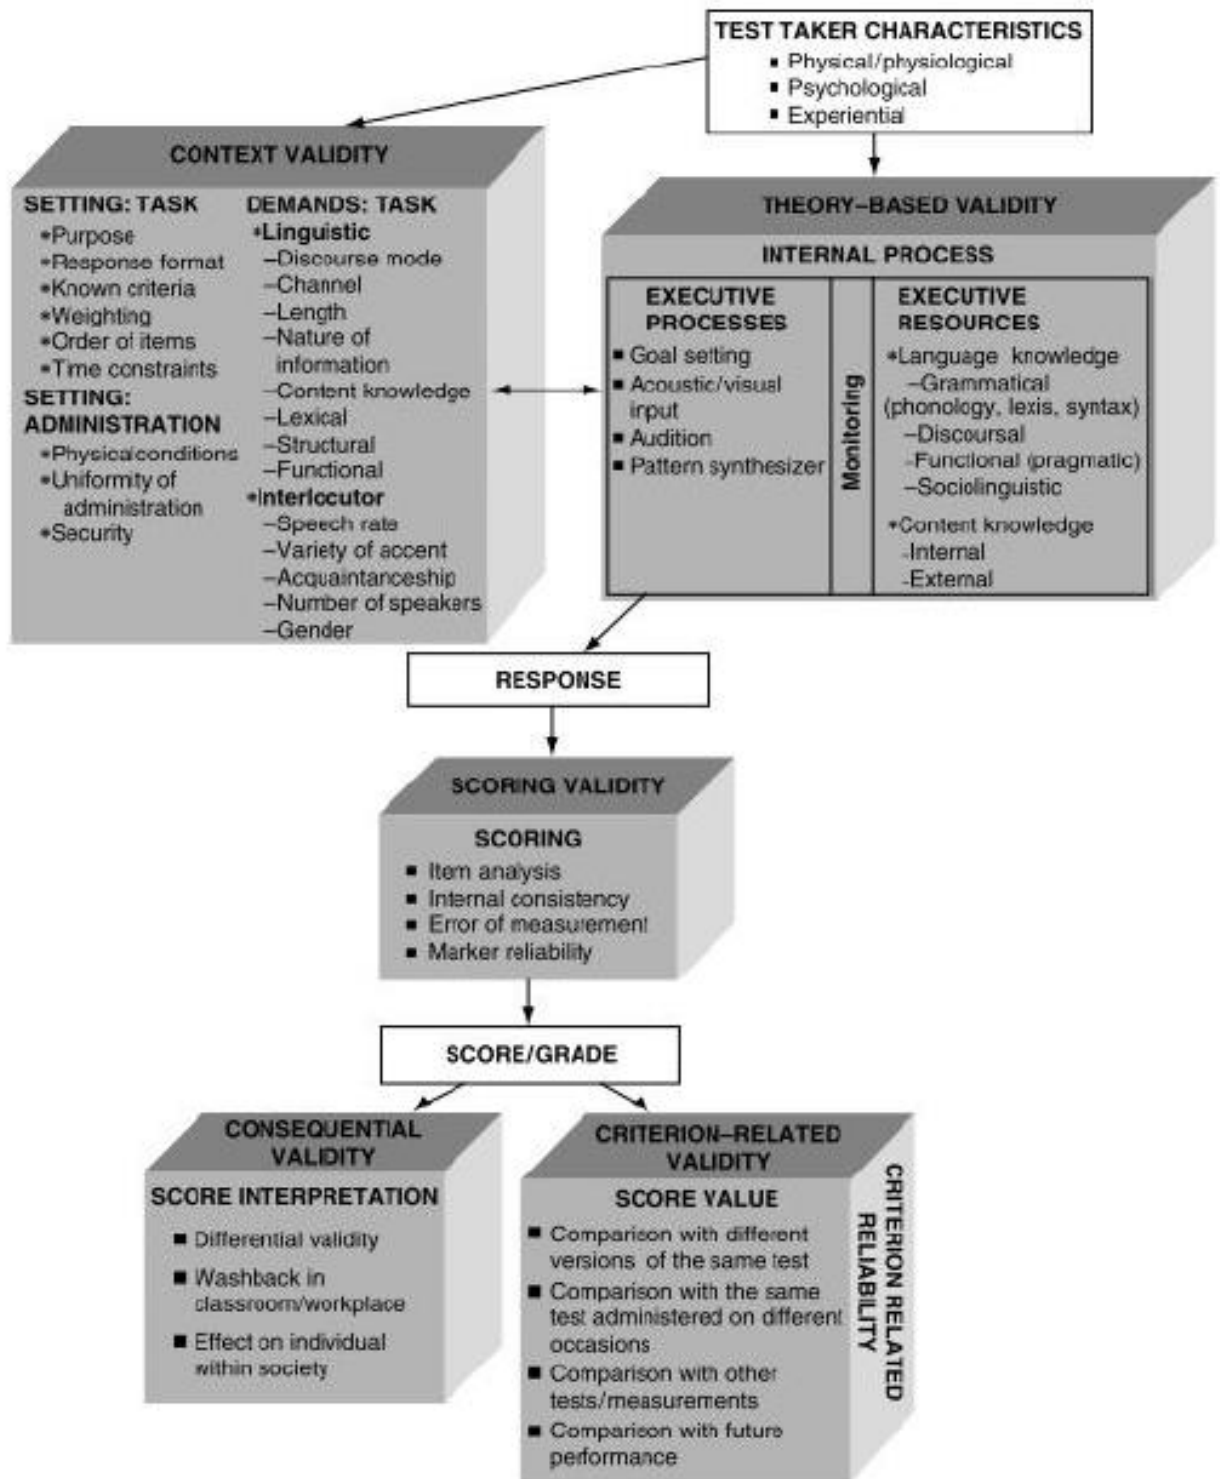 TEST TAKER CHARACTERISTICS
▪ Physical/physiological
▪ Psychological
▪ Experiential
CONTEXT VALIDITY
SETTING: TASK
*Purpose
*Response format
*Known criteria
*Weighting
*Order of items
*Time constraints
SETTING:
ADMINISTRATION
*Physicalconditions
*Uniformity of
administration
*Security
DEMANDS: TASK
*Linguistic
–Discourse mode
–Channel
–Length
–Nature of
information
–Content knowledge
–Lexical
–Structural
–Functional
*Interlocutor
–Speech rate
–Variety of accent
–Acquaintanceship
–Number of speakers
–Gender
THEORY–BASED VALIDITY
INTERNAL PROCESS
EXECUTIVE
PROCESSES
▪ Goal setting
▪ Acoustic/visual
input
▪ Audition
▪ Pattern synthesizer
Monitoring
EXECUTIVE
RESOURCES
*Language knowledge
–Grammatical
(phonology, lexis, syntax)
–Discoursal
–Functional (pragmatic)
–Sociolinguistic
*Content knowledge
–Internal
–External
RESPONSE
SCORING VALIDITY
SCORING
▪ Item analysis
▪ Internal consistency
▪ Error of measurement
▪ Marker reliability
SCORE/GRADE
CONSEQUENTIAL
VALIDITY
SCORE INTERPRETATION
▪ Differential validity
▪ Washback in
classroom/workplace
▪ Effect on individual
within society
CRITERION–RELATED
VALIDITY
SCORE VALUE
▪ Comparison with different
versions of the same test
▪ Comparison with the same
test administered on different
occasions
▪ Comparison with other
tests/measurements
▪ Comparison with future
performance
CRITERION RELATED
RELIABILITY